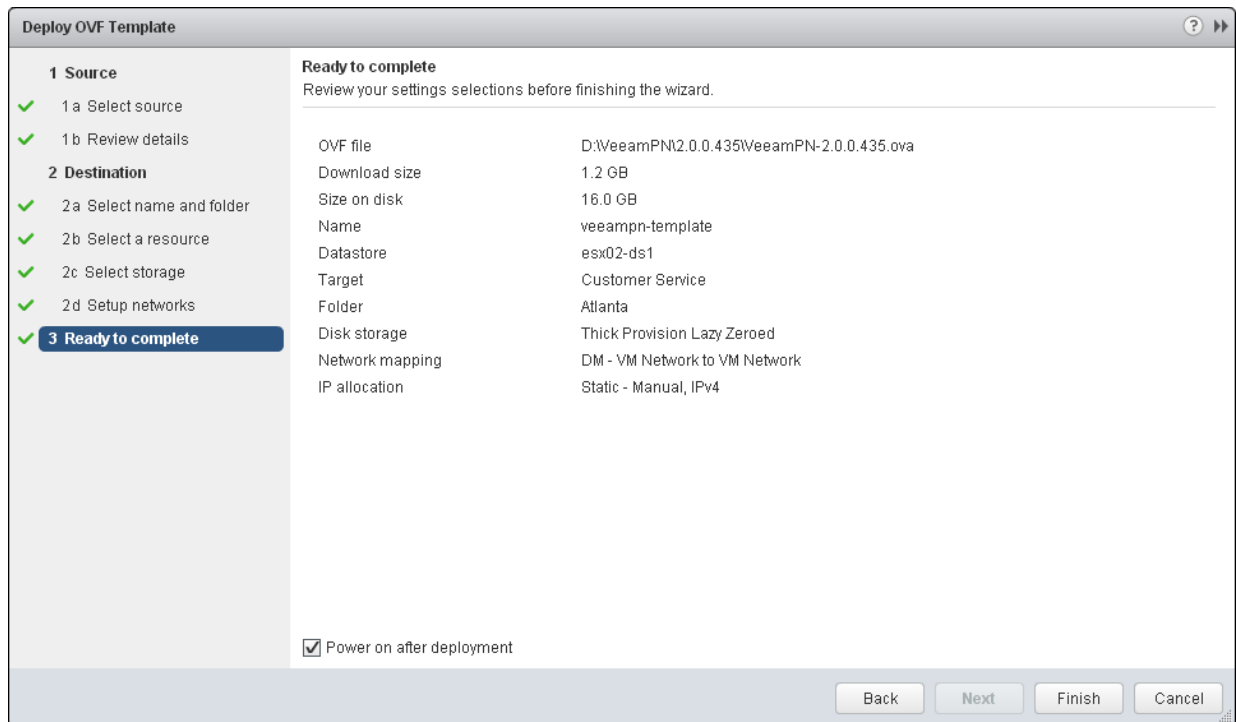 Deploy OVF Template
?
1 Source
1a Select source
1b Review details
2 Destination
2a Select name and folder
2b Select a resource
2c Select storage
2d Setup networks
3 Ready to complete
Ready to complete
Review your settings selections before finishing the wizard.
OVF file D:\VeeamPN\2.0.0.435\VeeamPN-2.0.0.435.ova
Download size 1.2 GB
Size on disk 16.0 GB
Name veeampn-template
Datastore esx02-ds1
Target Customer Service
Folder Atlanta
Disk storage Thick Provision Lazy Zeroed
Network mapping DM - VM Network to VM Network
IP allocation Static - Manual, IPv4
Power on after deployment
Back Next Finish Cancel